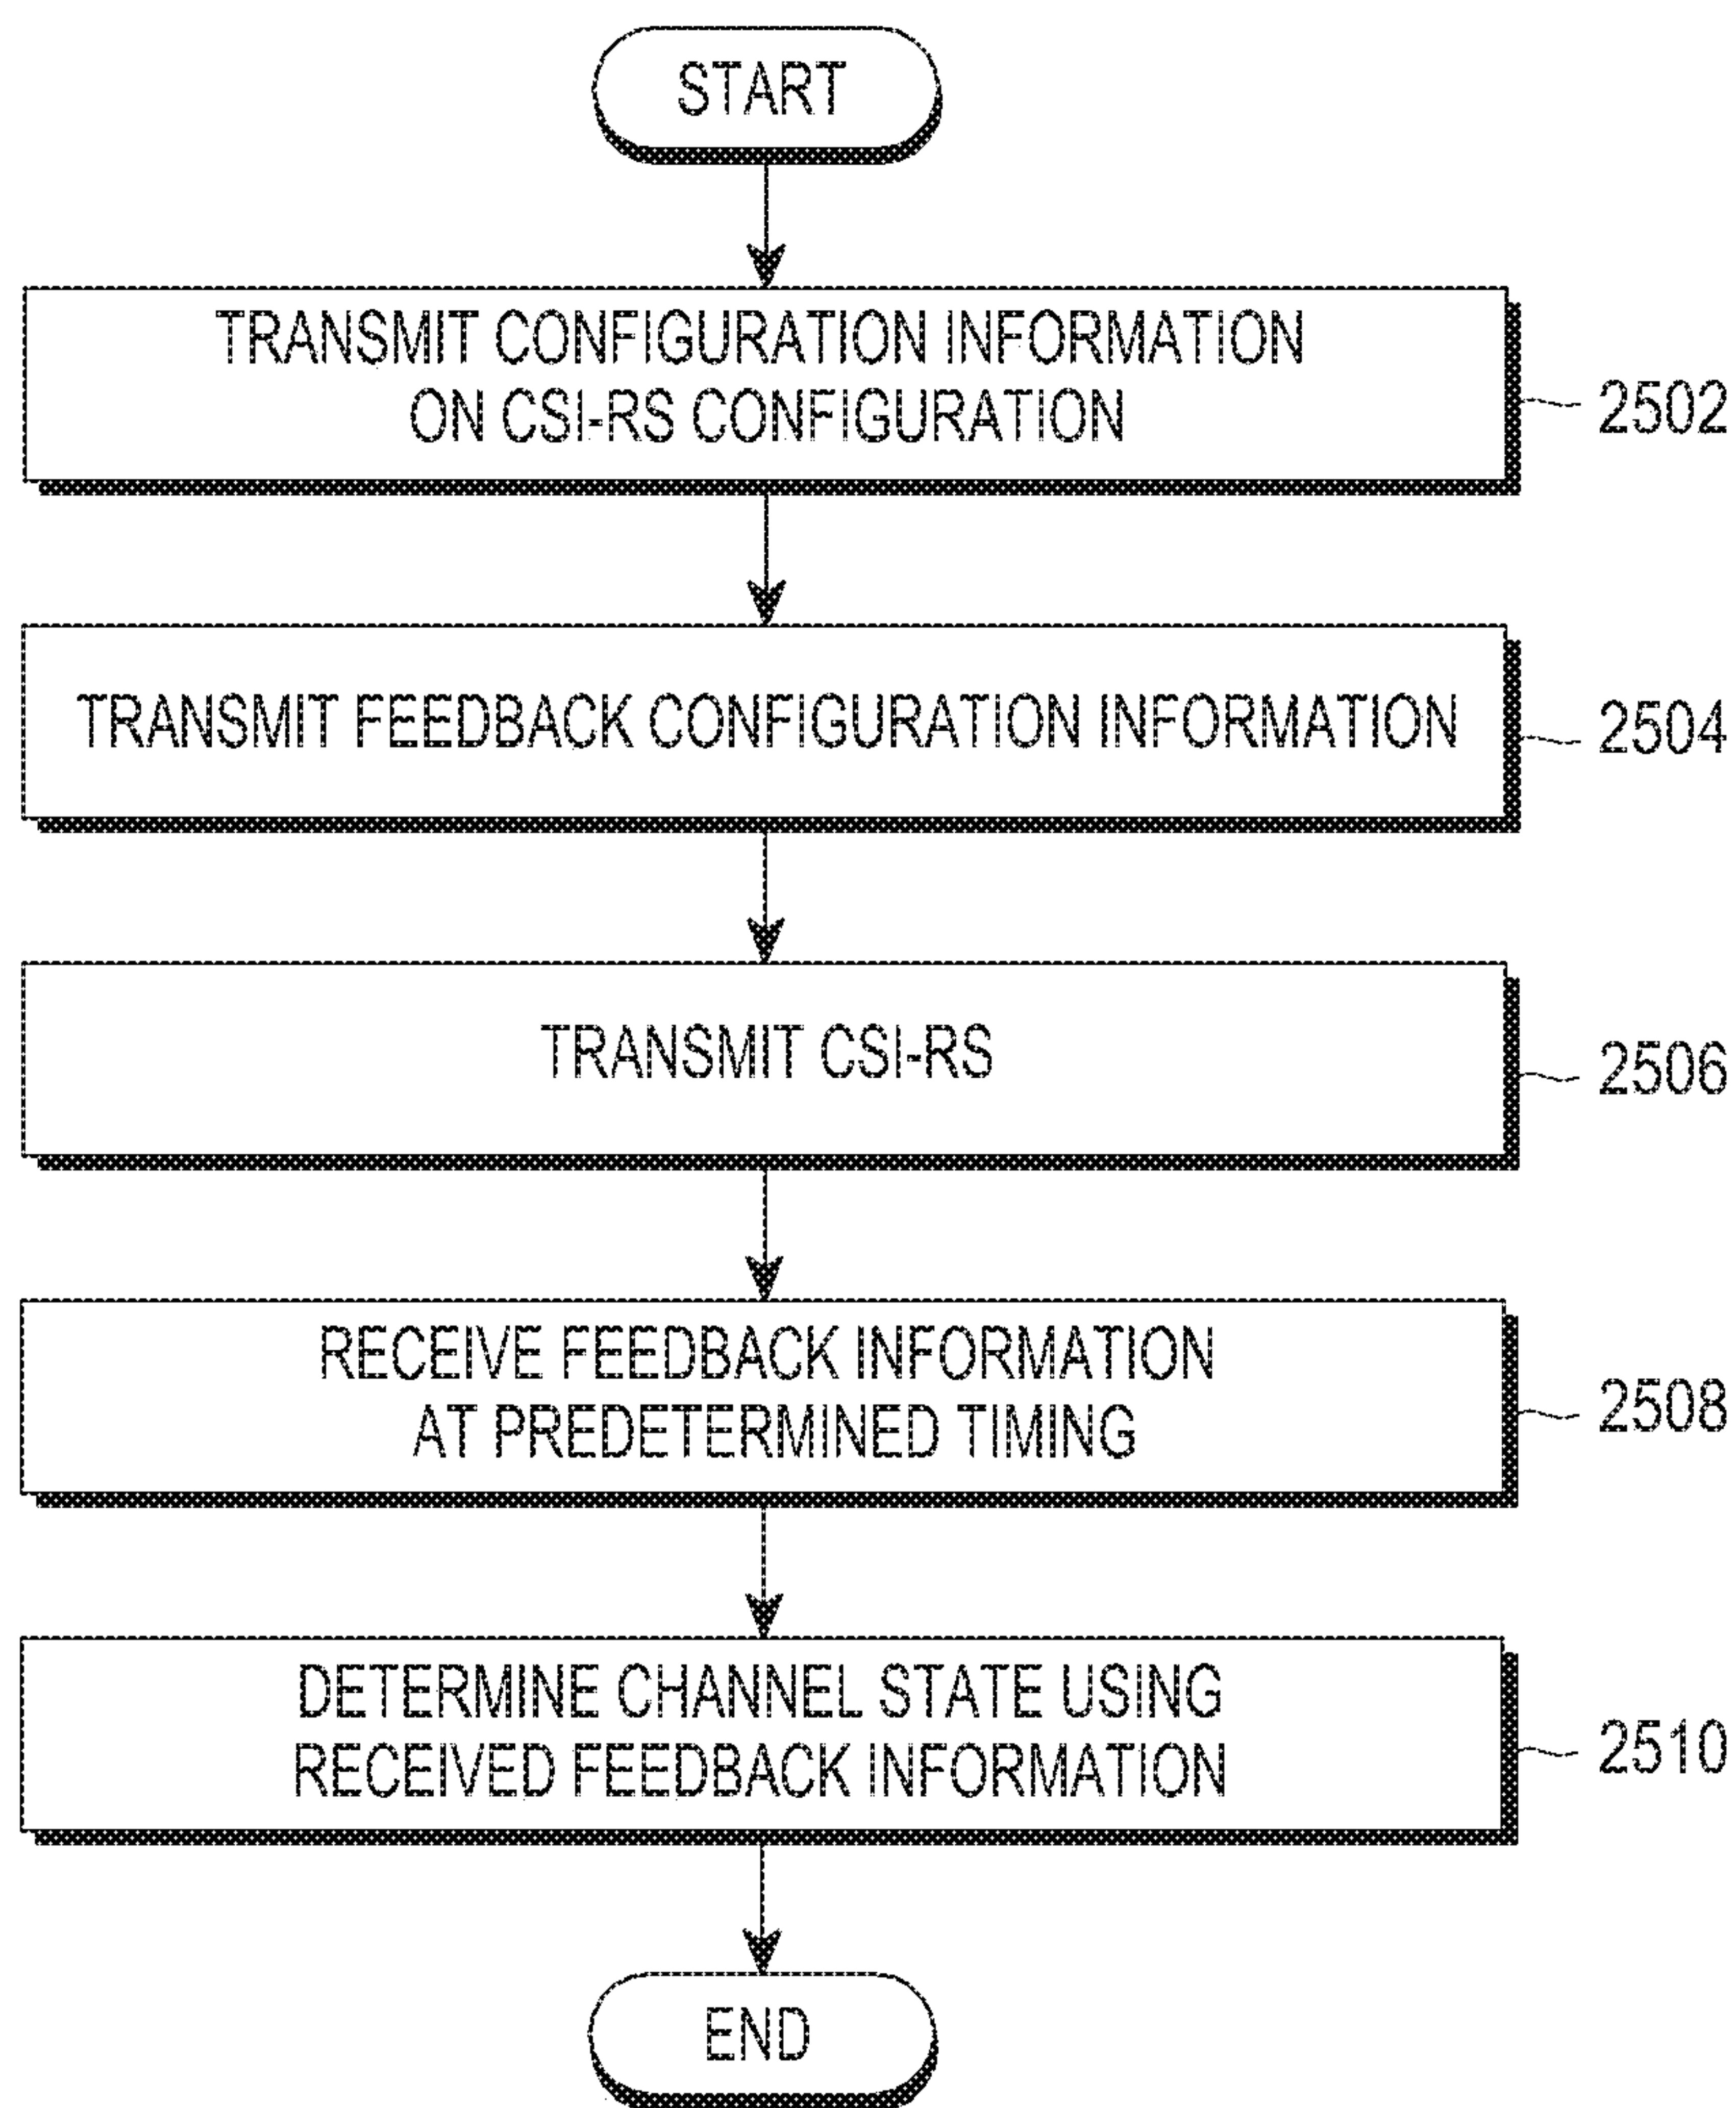 START
TRANSMIT CONFIGURATION INFORMATION
ON CSI-RS CONFIGURATION
2502
TRANSMIT FEEDBACK CONFIGURATION INFORMATION
2504
TRANSMIT CSI-RS
2506
RECEIVE FEEDBACK INFORMATION
AT PREDETERMINED TIMING
2508
DETERMINE CHANNEL STATE USING
RECEIVED FEEDBACK INFORMATION
2510
END